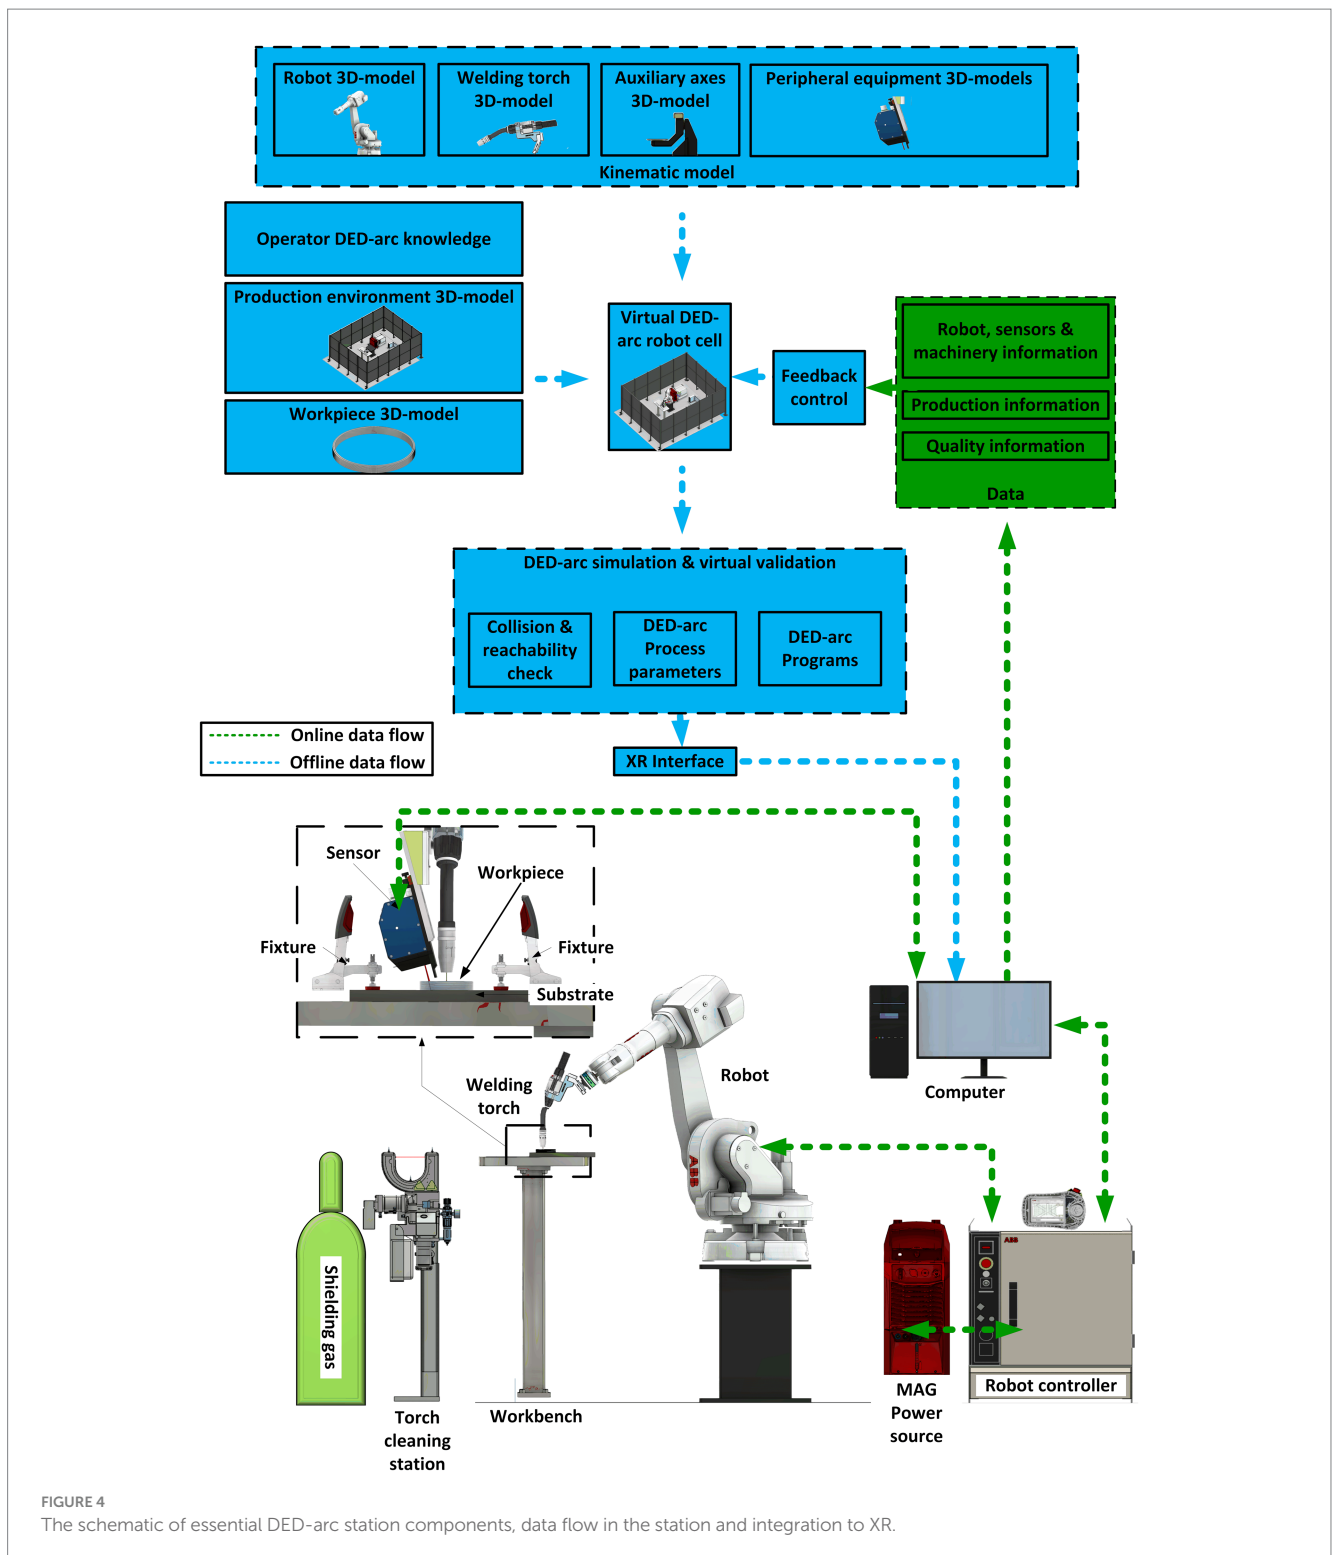 Robot 3D-model
Welding torch
3D-model
Auxiliary axes
3D-model
Peripheral equipment 3D-models
Kinematic model
Operator DED-arc knowledge
Production environment 3D-model
Workpiece 3D-model
Virtual DED-
arc robot cell
Feedback
control
Robot, sensors &
machinery information
Production information
Quality information
Data
DED-arc simulation & virtual validation
Collision &
reachability
check
DED-arc
Process
parameters
DED-arc
Programs
Online data flow
Offline data flow
XR Interface
Sensor
Workpiece
Fixture
Fixture
Substrate
Welding
torch
Robot
Computer
ABB
ABB
Shielding gas
Torch
cleaning
station
Workbench
MAG
Power
source
Robot controller
FIGURE 4
The schematic of essential DED-arc station components, data flow in the station and integration to XR.